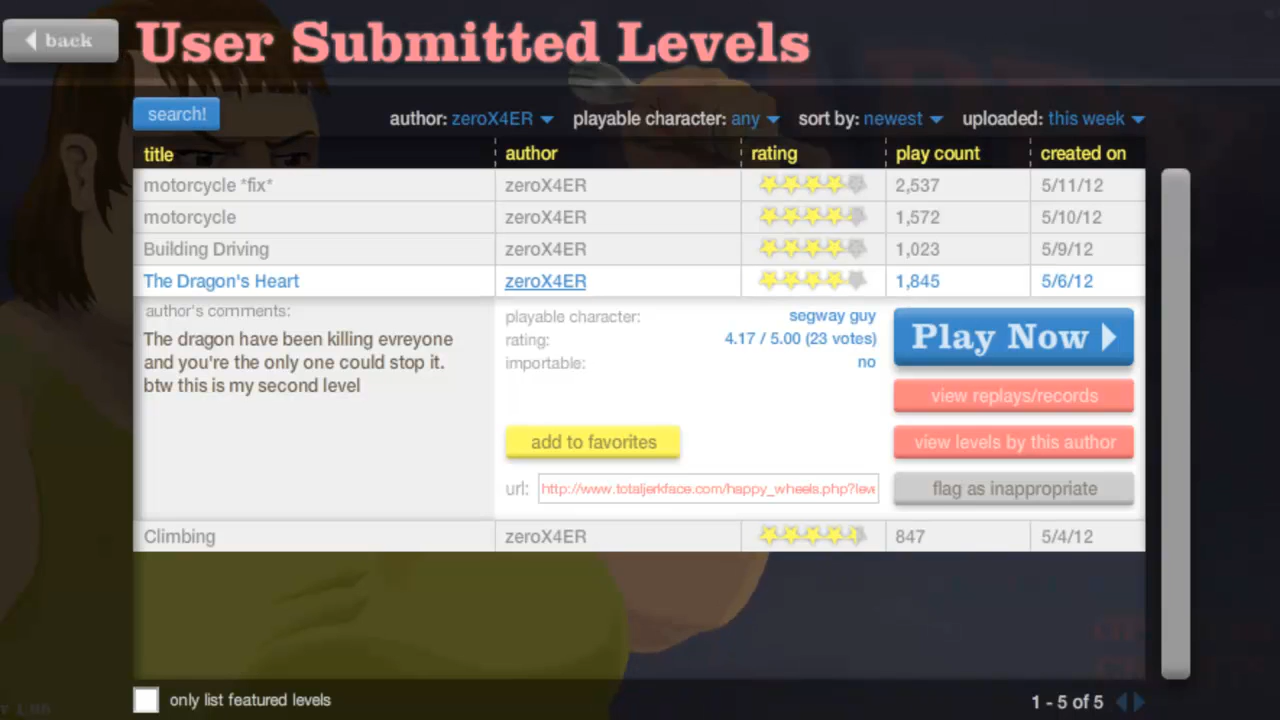 back
User Submitted Levels
search!
author: zeroX4ER playable character: any sort by: newest uploaded: this week
title author rating play count created on
motorcycle *fix* zeroX4ER 2,537 5/11/12
motorcycle zeroX4ER 1,572 5/10/12
Building Driving zeroX4ER 1,023 5/9/12
The Dragon's Heart zeroX4ER 1,845 5/6/12
author's comments:
The dragon have been killing evreyone
and you're the only one could stop it.
btw this is my second level
playable character: segway guy
rating: 4.17 / 5.00 (23 votes)
importable: no
add to favorites
url: http://www.totaljerkface.com/happy_wheels.php?leve
Play Now
view replays/records
view levels by this author
flag as inappropriate
Climbing zeroX4ER 847 5/4/12
only list featured levels
1 - 5 of 5